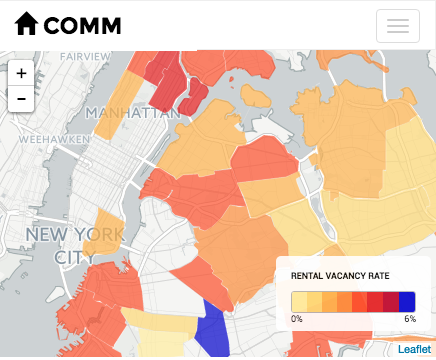 COMM
+
-
FAIRVIEW
MANHATTAN
WEEHAWKEN
NEW YORK
CITY
RENTAL VACANCY RATE
0% 6%
Leaflet